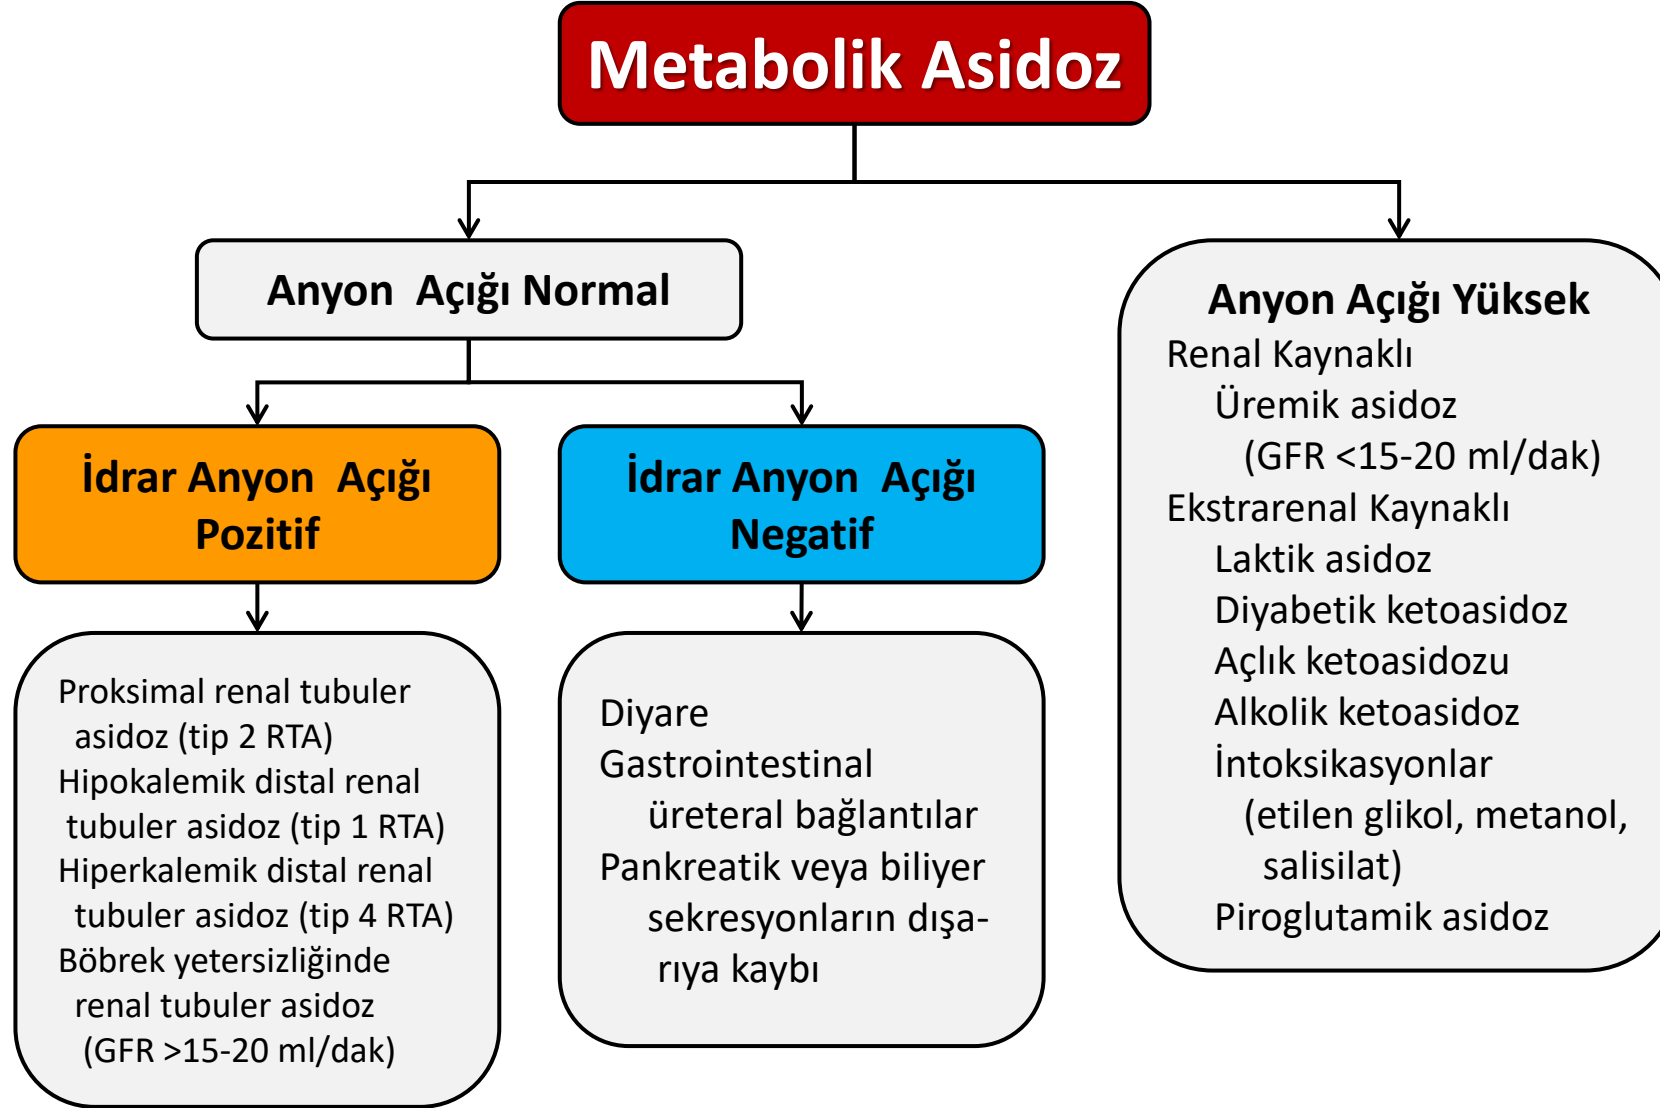 Metabolik Asidoz
Anyon Açığı Normal
İdrar Anyon Açığı
Pozitif
Proksimal renal tubuler
asidoz (tip 2 RTA)
Hipokalemik distal renal
tubuler asidoz (tip 1 RTA)
Hiperkalemik distal renal
tubuler asidoz (tip 4 RTA)
Böbrek yetersizliğinde
renal tubuler asidoz
(GFR >15-20 ml/dak)
İdrar Anyon Açığı
Negatif
Diyare
Gastrointestinal
üreteral bağlantılar
Pankreatik veya biliyer
sekresyonların dışa-
rıya kaybı
Anyon Açığı Yüksek
Renal Kaynaklı
Üremik asidoz
(GFR <15-20 ml/dak)
Ekstrarenal Kaynaklı
Laktik asidoz
Diyabetik ketoasidoz
Açlık ketoasidozu
Alkolik ketoasidoz
İntoksikasyonlar
(etilen glikol, metanol,
salisilat)
Piroglutamik asidoz